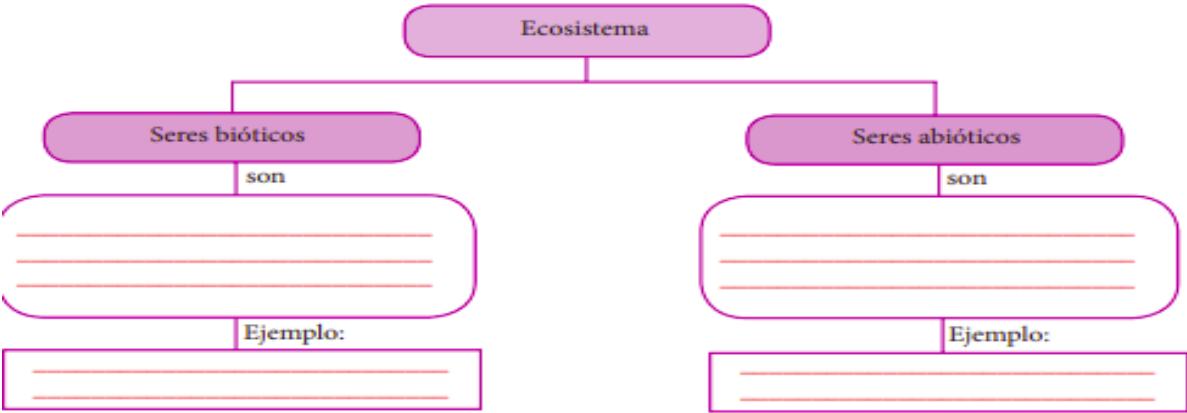 Ecosistema
Seres bióticos
Seres abióticos
son
son
Ejemplo:
Ejemplo: